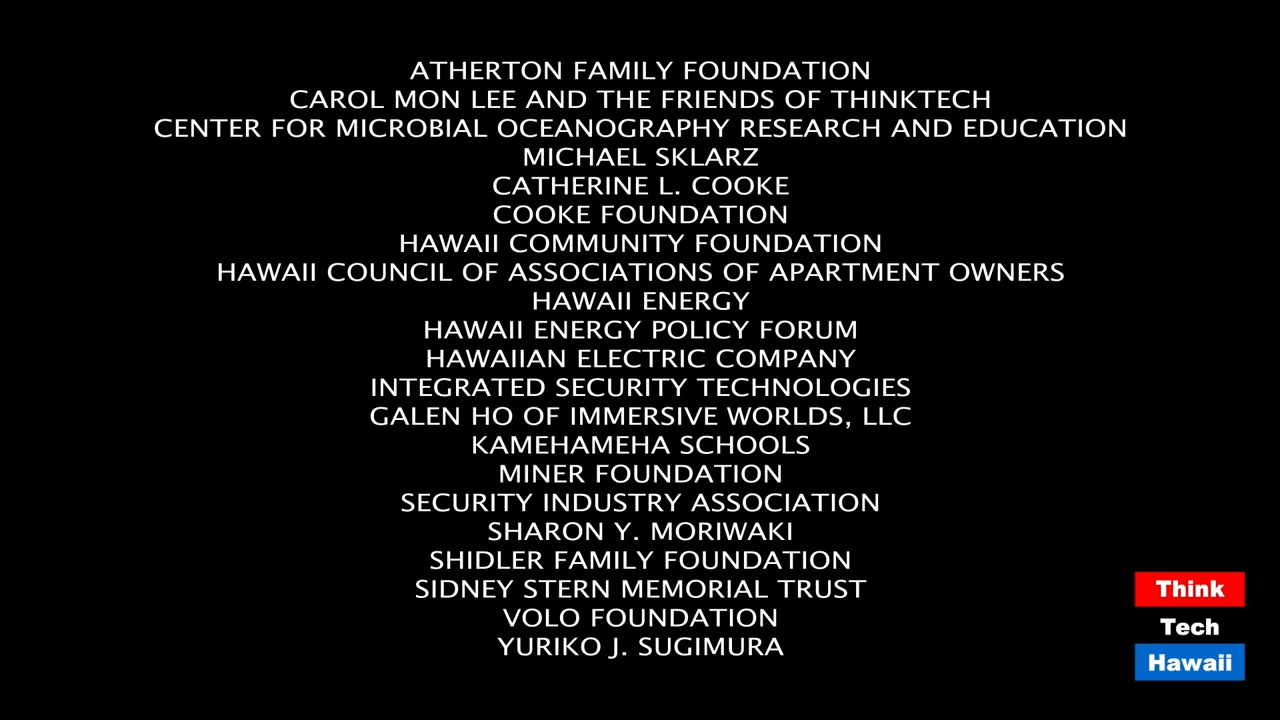 ATHERTON FAMILY FOUNDATION
CAROL MON LEE AND THE FRIENDS OF THINKTECH
CENTER FOR MICROBIAL OCEANOGRAPHY RESEARCH AND EDUCATION
MICHAEL SKLARZ
CATHERINE L. COOKE
COOKE FOUNDATION
HAWAII COMMUNITY FOUNDATION
HAWAII COUNCIL OF ASSOCIATIONS OF APARTMENT OWNERS
HAWAII ENERGY
HAWAII ENERGY POLICY FORUM
HAWAIIAN ELECTRIC COMPANY
INTEGRATED SECURITY TECHNOLOGIES
GALEN HO OF IMMERSIVE WORLDS, LLC
KAMEHAMEHA SCHOOLS
MINER FOUNDATION
SECURITY INDUSTRY ASSOCIATION
SHARON Y. MORIWAKI
SHIDLER FAMILY FOUNDATION
SIDNEY STERN MEMORIAL TRUST
VOLO FOUNDATION
YURIKO J. SUGIMURA
Think
Tech
Hawaii